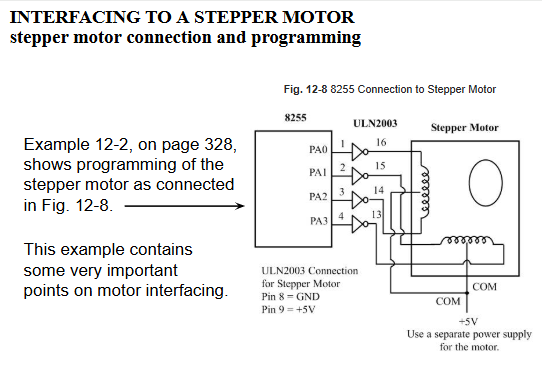 INTERFACING TO A STEPPER MOTOR
stepper motor connection and programming
Fig. 12-8 8255 Connection to Stepper Motor
Example 12-2, on page 328,
shows programming of the
stepper motor as connected
in Fig. 12-8.
This example contains
some very important
points on motor interfacing.
8255
ULN2003
Stepper Motor
PA0 1 16
PA1 2 15
PA2 3 14
PA3 4 13
ULN2003 Connection
for Stepper Motor
Pin 8 = GND
Pin 9 = +5V
COM
COM
+5V
Use a separate power supply
for the motor.